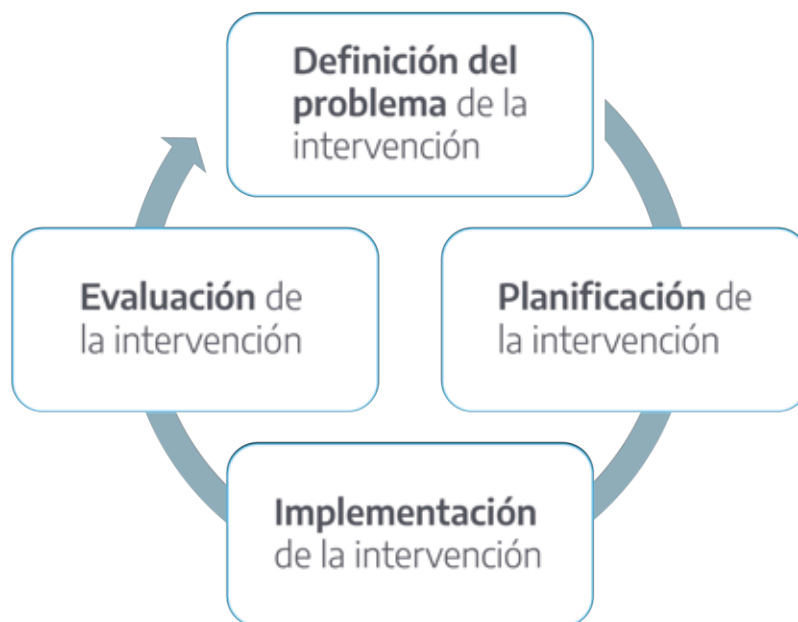 Definición del
problema de la
intervención
Evaluación de
la intervención
Planificación de
la intervención
Implementación
de la intervención